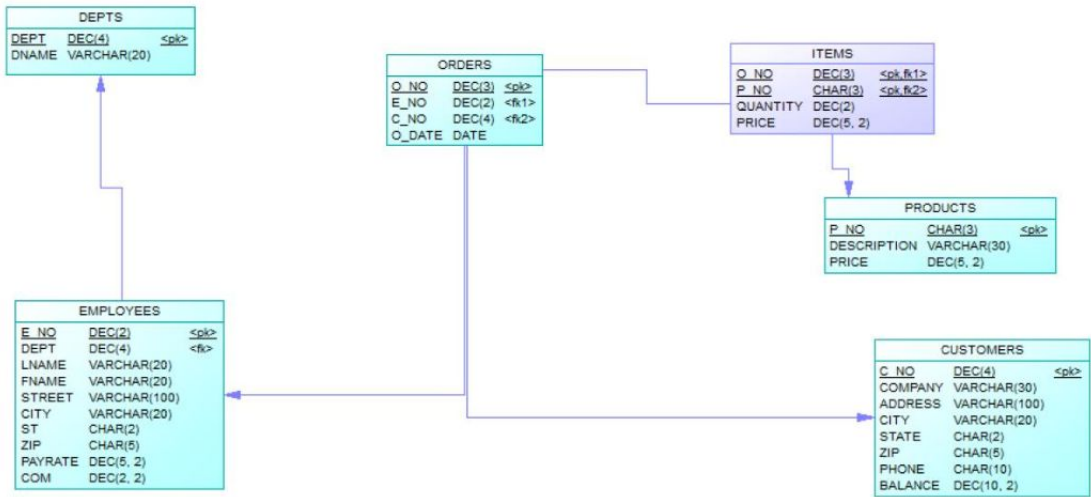 DEPTS
DEPT DEC(4) <pk>
DNAME VARCHAR(20)
ORDERS
O_NO DEC(3) <pk>
E_NO DEC(2) <fk1>
C_NO DEC(4) <fk2>
O_DATE DATE
ITEMS
O_NO DEC(3) <pk,fk1>
P_NO CHAR(3) <pk,fk2>
QUANTITY DEC(2)
PRICE DEC(5, 2)
PRODUCTS
P_NO CHAR(3) <pk>
DESCRIPTION VARCHAR(30)
PRICE DEC(5, 2)
EMPLOYEES
E_NO DEC(2) <pk>
DEPT DEC(4) <fk>
LNAME VARCHAR(20)
FNAME VARCHAR(20)
STREET VARCHAR(100)
CITY VARCHAR(20)
ST CHAR(2)
ZIP CHAR(5)
PAYRATE DEC(5, 2)
COM DEC(2, 2)
CUSTOMERS
C_NO DEC(4) <pk>
COMPANY VARCHAR(30)
ADDRESS VARCHAR(100)
CITY VARCHAR(20)
STATE CHAR(2)
ZIP CHAR(5)
PHONE CHAR(10)
BALANCE DEC(10, 2)